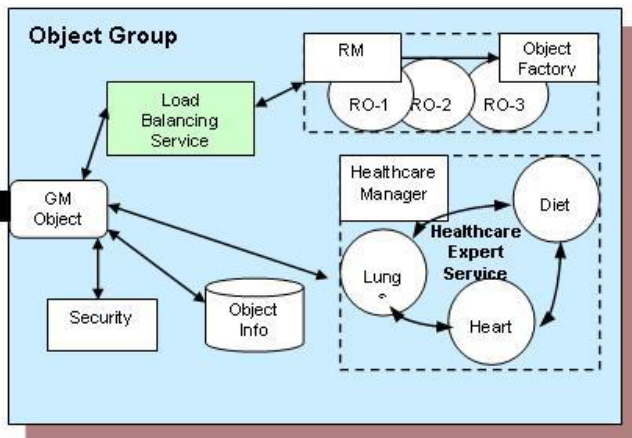 Object Group
RM
Object
Factory
RO-1
RO-2
RO-3
Load
Balancing
Service
Healthcare
Manager
GM
Object
Diet
Healthcare
Expert
Service
Lung
Security
Object
Info
Heart